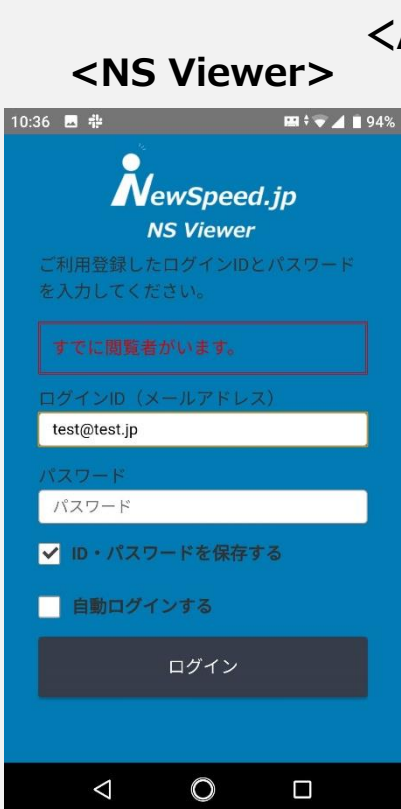 <NS Viewer>
10:36
94%
NewSpeed.jp
NS Viewer
ご利用登録したログインIDとパスワード
を入力してください。
すでに閲覧者がいます。
ログインID（メールアドレス）
test@test.jp
パスワード
パスワード
ID・パスワードを保存する
自動ログインする
ログイン